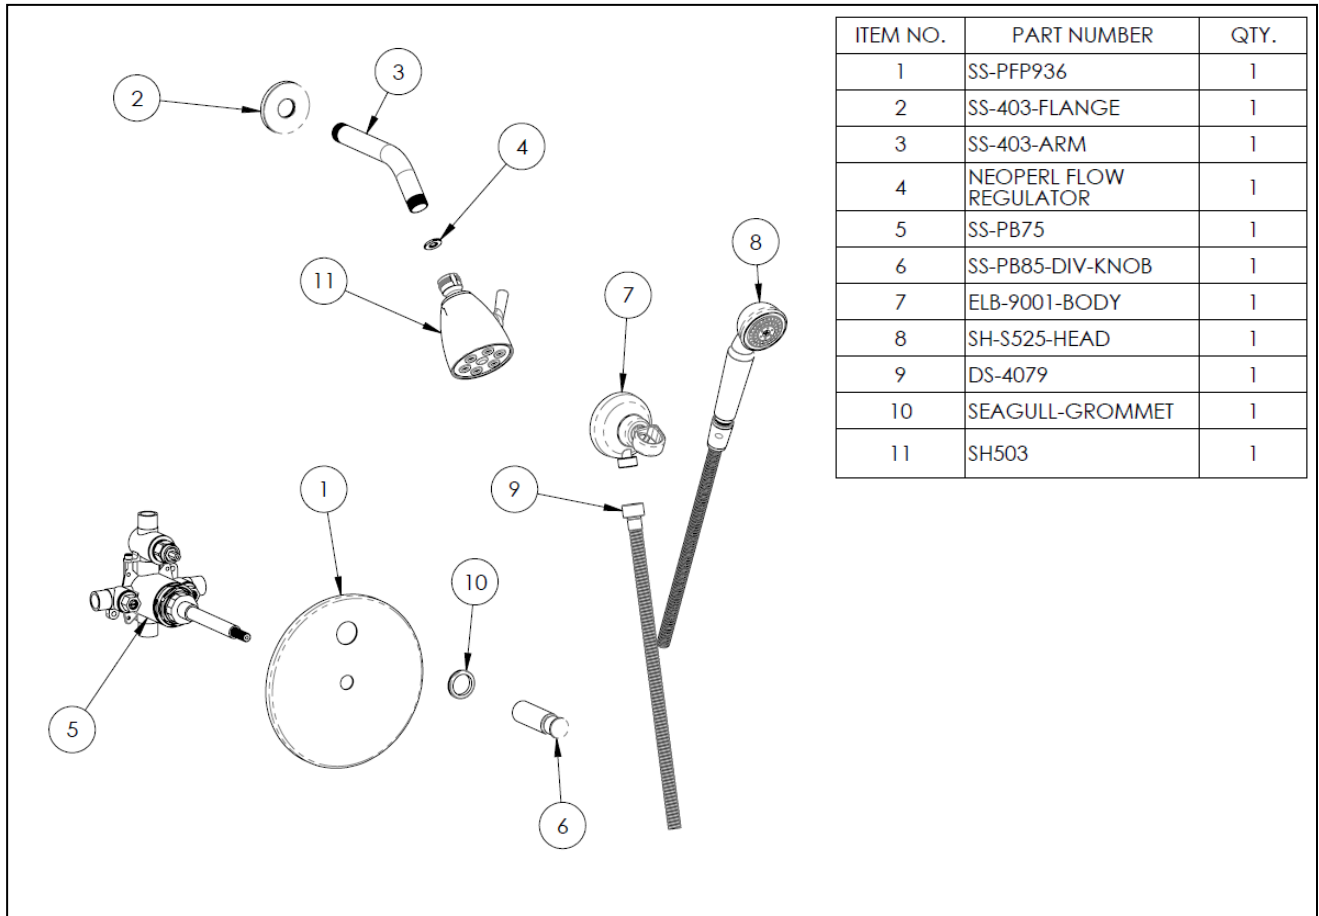 ITEM NO. PART NUMBER QTY.
1 SS-PFP936 1
2 SS-403-FLANGE 1
3 SS-403-ARM 1
4 NEOPERL FLOW
REGULATOR 1
5 SS-PB75 1
6 SS-PB85-DIV-KNOB 1
7 ELB-9001-BODY 1
8 SH-S525-HEAD 1
9 DS-4079 1
10 SEAGULL-GROMMET 1
11 SH503 1
3
2
4
8
11
7
1
9
10
5
6